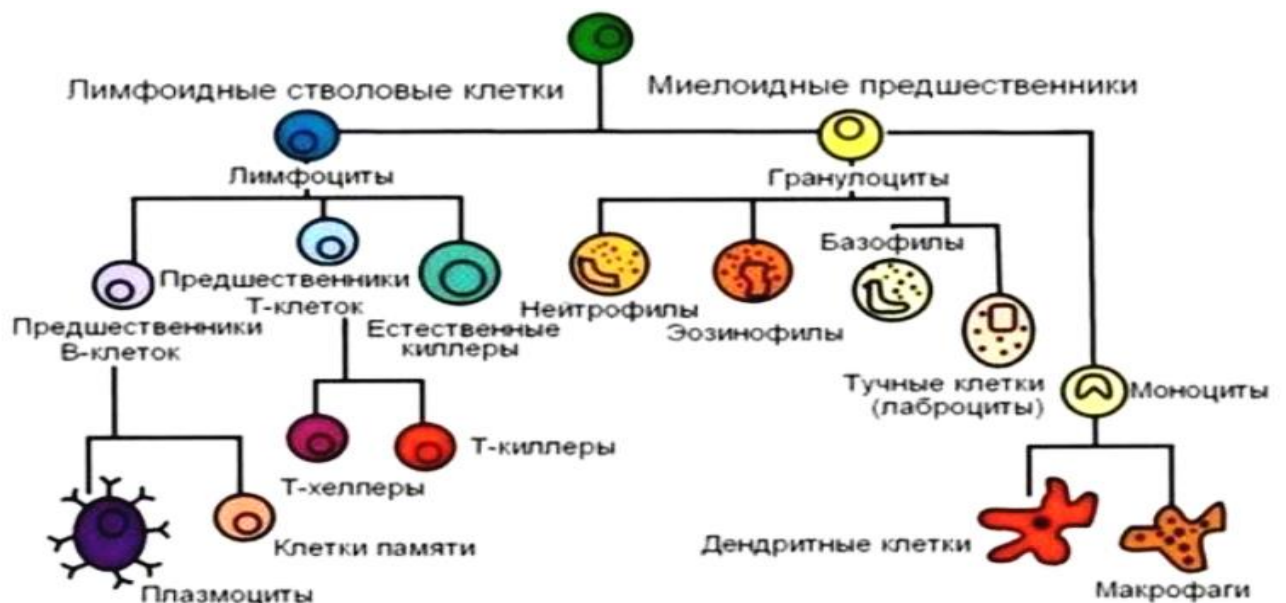 Лимфоидные стволовые клетки
Миелоидные предшественники
Лимфоциты
Гранулоциты
Предшественники
В-клеток
Предшественники
Т-клеток
Естественные
киллеры
Нейтрофилы
Эозинофилы
Базофилы
Тучные клетки
(лаброциты)
Моноциты
Т-хелперы
Т-киллеры
Плазмоциты
Клетки памяти
Дендритные клетки
Макрофаги